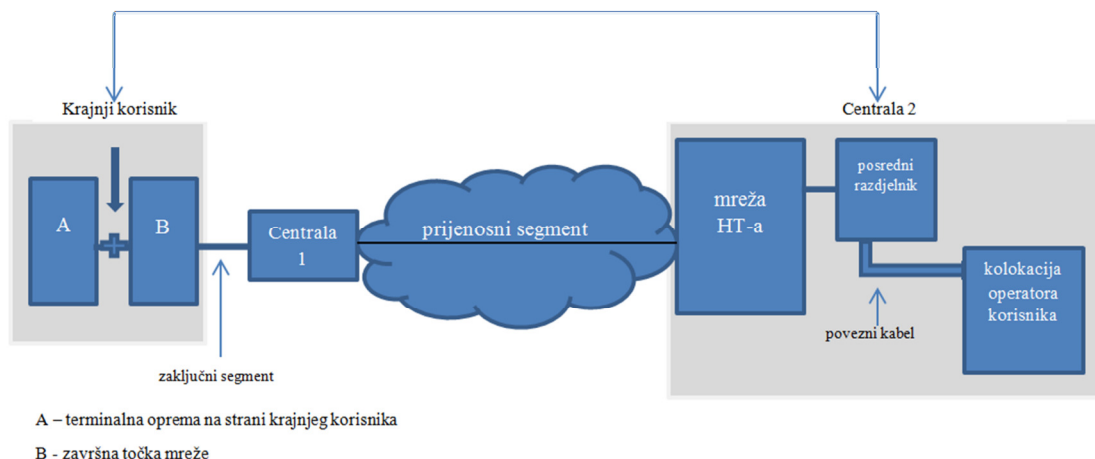 Krajnji korisnik
Centrala 2
A
B
Centrala
1
prijenosni segment
mreža
HT-a
posredni
razdjelnik
kolokacija
operatora
korisnika
povezni kabel
zaključni segment
A – terminalna oprema na strani krajnjeg korisnika
B - završna točka mreže